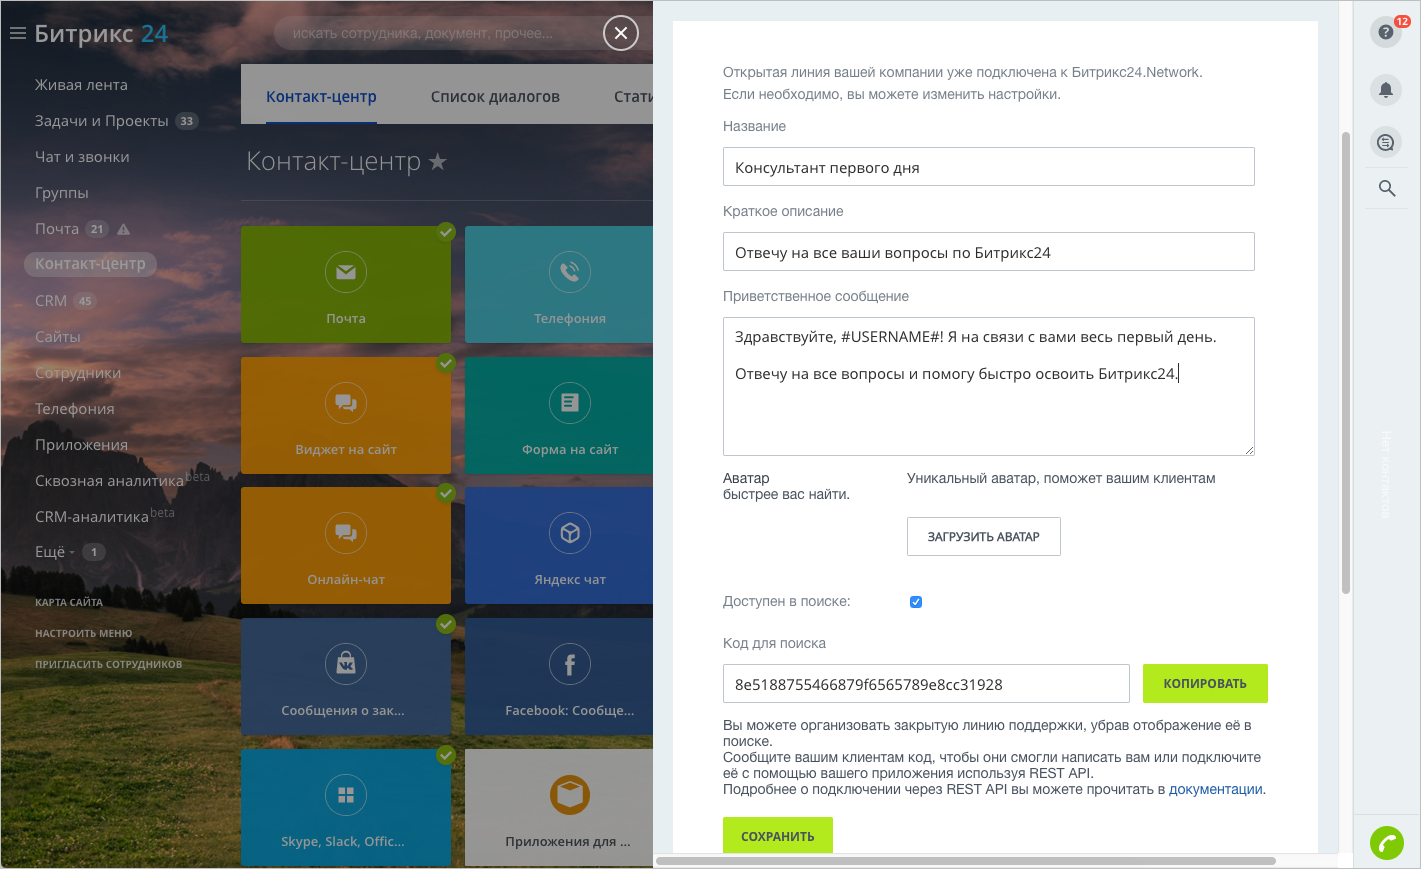 Битрикс 24
искать сотрудника, документ, прочее...
Живая лента
Задачи и Проекты 33
Чат и звонки
Группы
Почта 21
Контакт-центр
CRM 45
Сайты
Сотрудники
Телефония
Приложения
Сквозная аналитика beta
CRM-аналитика beta
Ещё 1
КАРТА САЙТА
НАСТРОИТЬ МЕНЮ
ПРИГЛАСИТЬ СОТРУДНИКОВ
Контакт-центр Список диалогов Стати
Контакт-центр
Почта
Телефония
Виджет на сайт
Форма на сайт
Онлайн-чат
Яндекс чат
Сообщения о зак...
Facebook: Сообще...
Skype, Slack, Offic...
Приложения для ...
Открытая линия вашей компании уже подключена к Битрикс24.Network.
Если необходимо, вы можете изменить настройки.
Название
Консультант первого дня
Краткое описание
Отвечу на все ваши вопросы по Битрикс24
Приветственное сообщение
Здравствуйте, #USERNAME#! Я на связи с вами весь первый день.
Отвечу на все вопросы и помогу быстро освоить Битрикс24.
Аватар Уникальный аватар, поможет вашим клиентам
быстрее вас найти.
ЗАГРУЗИТЬ АВАТАР
Доступен в поиске:
Код для поиска
8e5188755466879f6565789e8cc31928
КОПИРОВАТЬ
Вы можете организовать закрытую линию поддержки, убрав отображение её в
поиске.
Сообщите вашим клиентам код, чтобы они смогли написать вам или подключите
её с помощью вашего приложения используя REST API.
Подробнее о подключении через REST API вы можете прочитать в документации.
СОХРАНИТЬ
12
Нет контактов